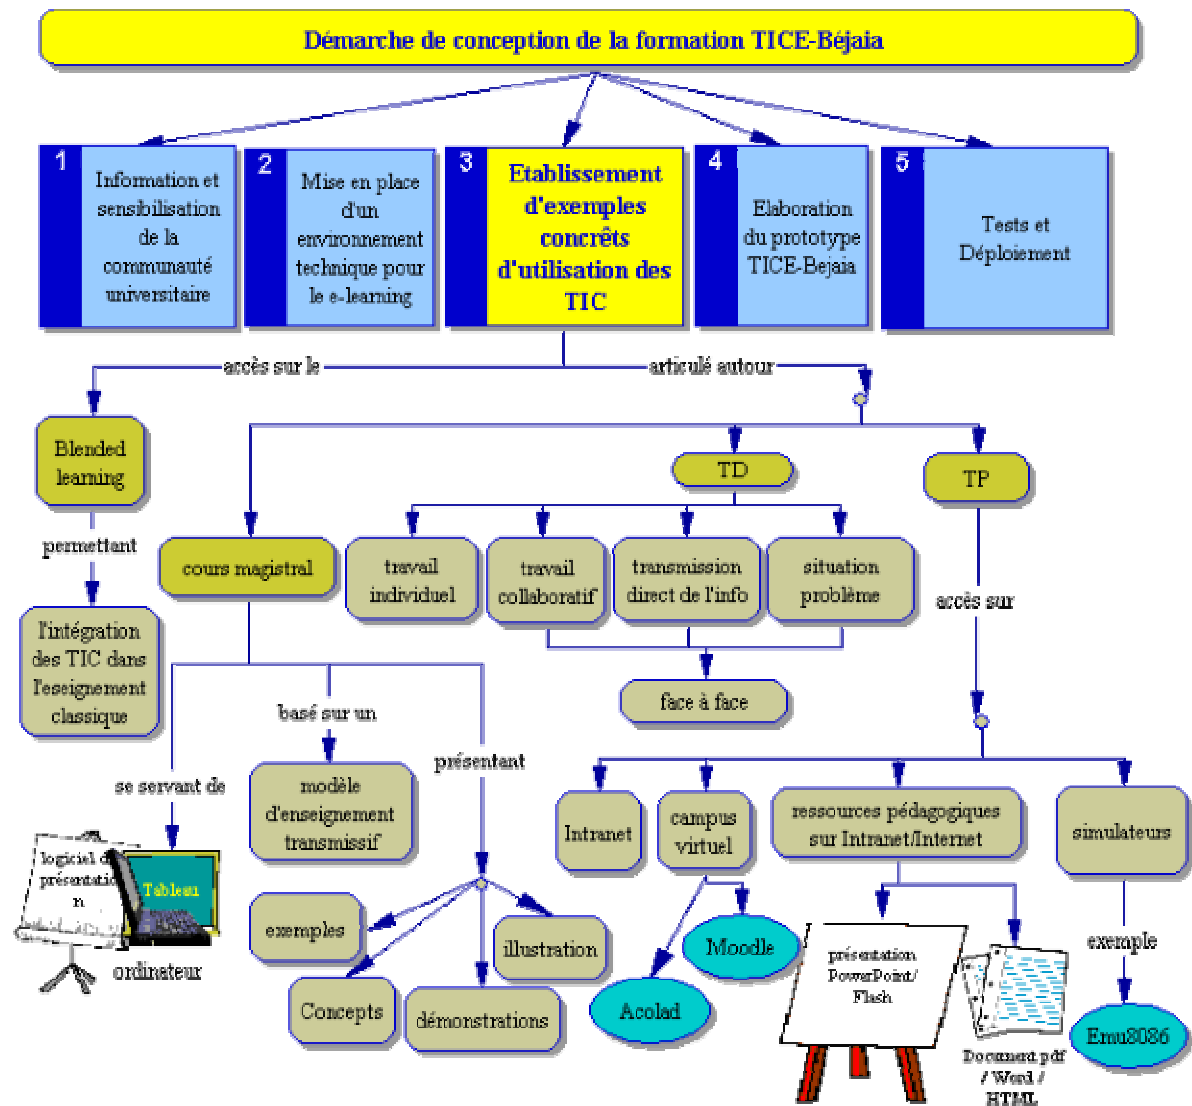 Démarche de conception de la formation TICE-Béjaia
1
Information et
sensibilisation
de la
communauté
universitaire
2
Mise en place
d'un
environnement
technique pour
le e-learning
3
Etablissement
d'exemples
concrêts
d'utilisation des
TIC
4
Elaboration
du prototype
TICE-Bejaia
5
Tests et
Déploiement
accès sur le
articulé autour
Blended
learning
TD
TP
permettant
cours magistral
travail
individuel
travail
collaboratif
transmission
direct de l'info
situation
problème
accès sur
l'intégration
des TIC dans
l'eseignement
classique
face à face
basé sur un
présentant
se servant de
modèle
d'enseignement
transmissif
Intranet
campus
virtuel
ressources pédagogiques
sur Intranet/Internet
simulateurs
logiciel d
présentatio
n
Tableau
ordinateur
exemples
Concepts
démonstrations
illustration
Moodle
Acolad
présentation
PowerPoint/
Flash
Document pdf
/ Word /
HTML
exemple
Emu8086